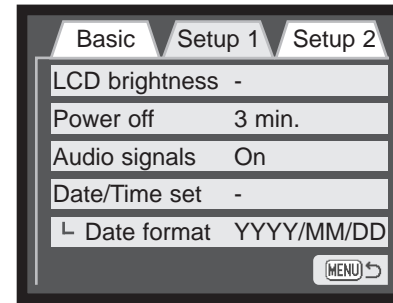 Basic Setup 1 Setup 2
LCD brightness -
Power off 3 min.
Audio signals On
Date/Time set -
Date format YYYY/MM/DD
MENU